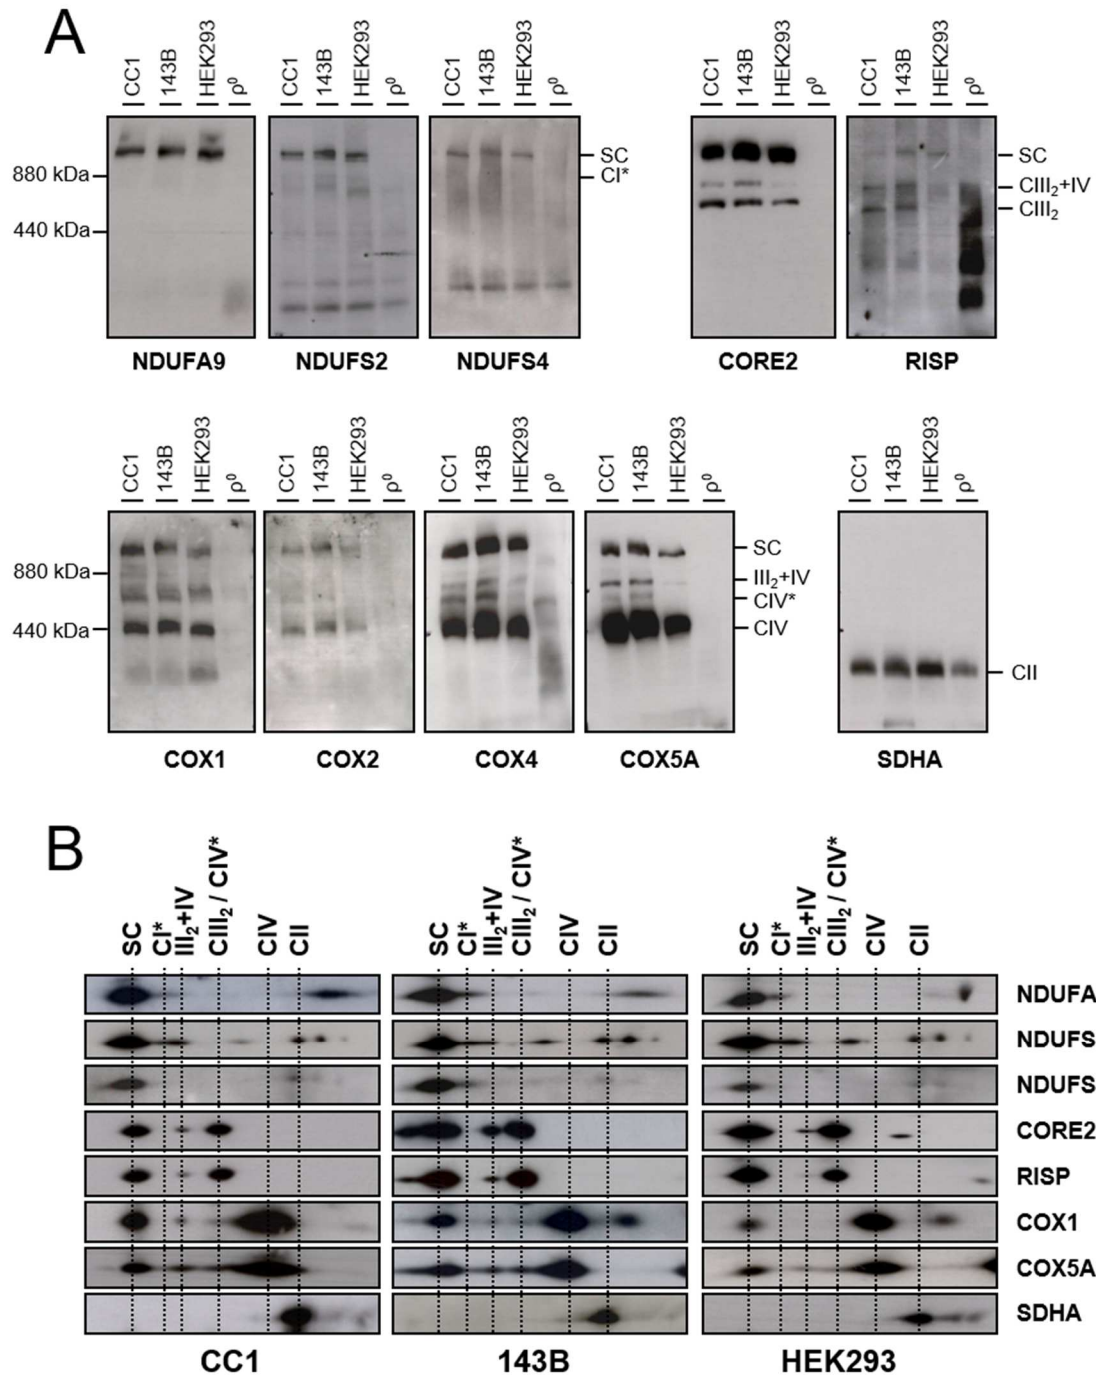 A
CC1 143B HEK293 ρ⁰ CC1 143B HEK293 ρ⁰ CC1 143B HEK293 ρ⁰ CC1 143B HEK293 ρ⁰ CC1 143B HEK293 ρ⁰
SC SC
880 kDa CI* CIII₂+IV
CIII₂
440 kDa
NDUFA9 NDUFS2 NDUFS4 CORE2 RISP
CC1 143B HEK293 ρ⁰ CC1 143B HEK293 ρ⁰ CC1 143B HEK293 ρ⁰ CC1 143B HEK293 ρ⁰ CC1 143B HEK293 ρ⁰
SC
880 kDa III₂+IV
CIV*
440 kDa CIV
CII
COX1 COX2 COX4 COX5A SDHA
B
SC CI* III₂+IV CIII₂ / CIV* CIV CII SC CI* III₂+IV CIII₂ / CIV* CIV CII SC CI* III₂+IV CIII₂ / CIV* CIV CII
NDUFA
NDUFS
NDUFS
CORE2
RISP
COX1
COX5A
SDHA
CC1 143B HEK293